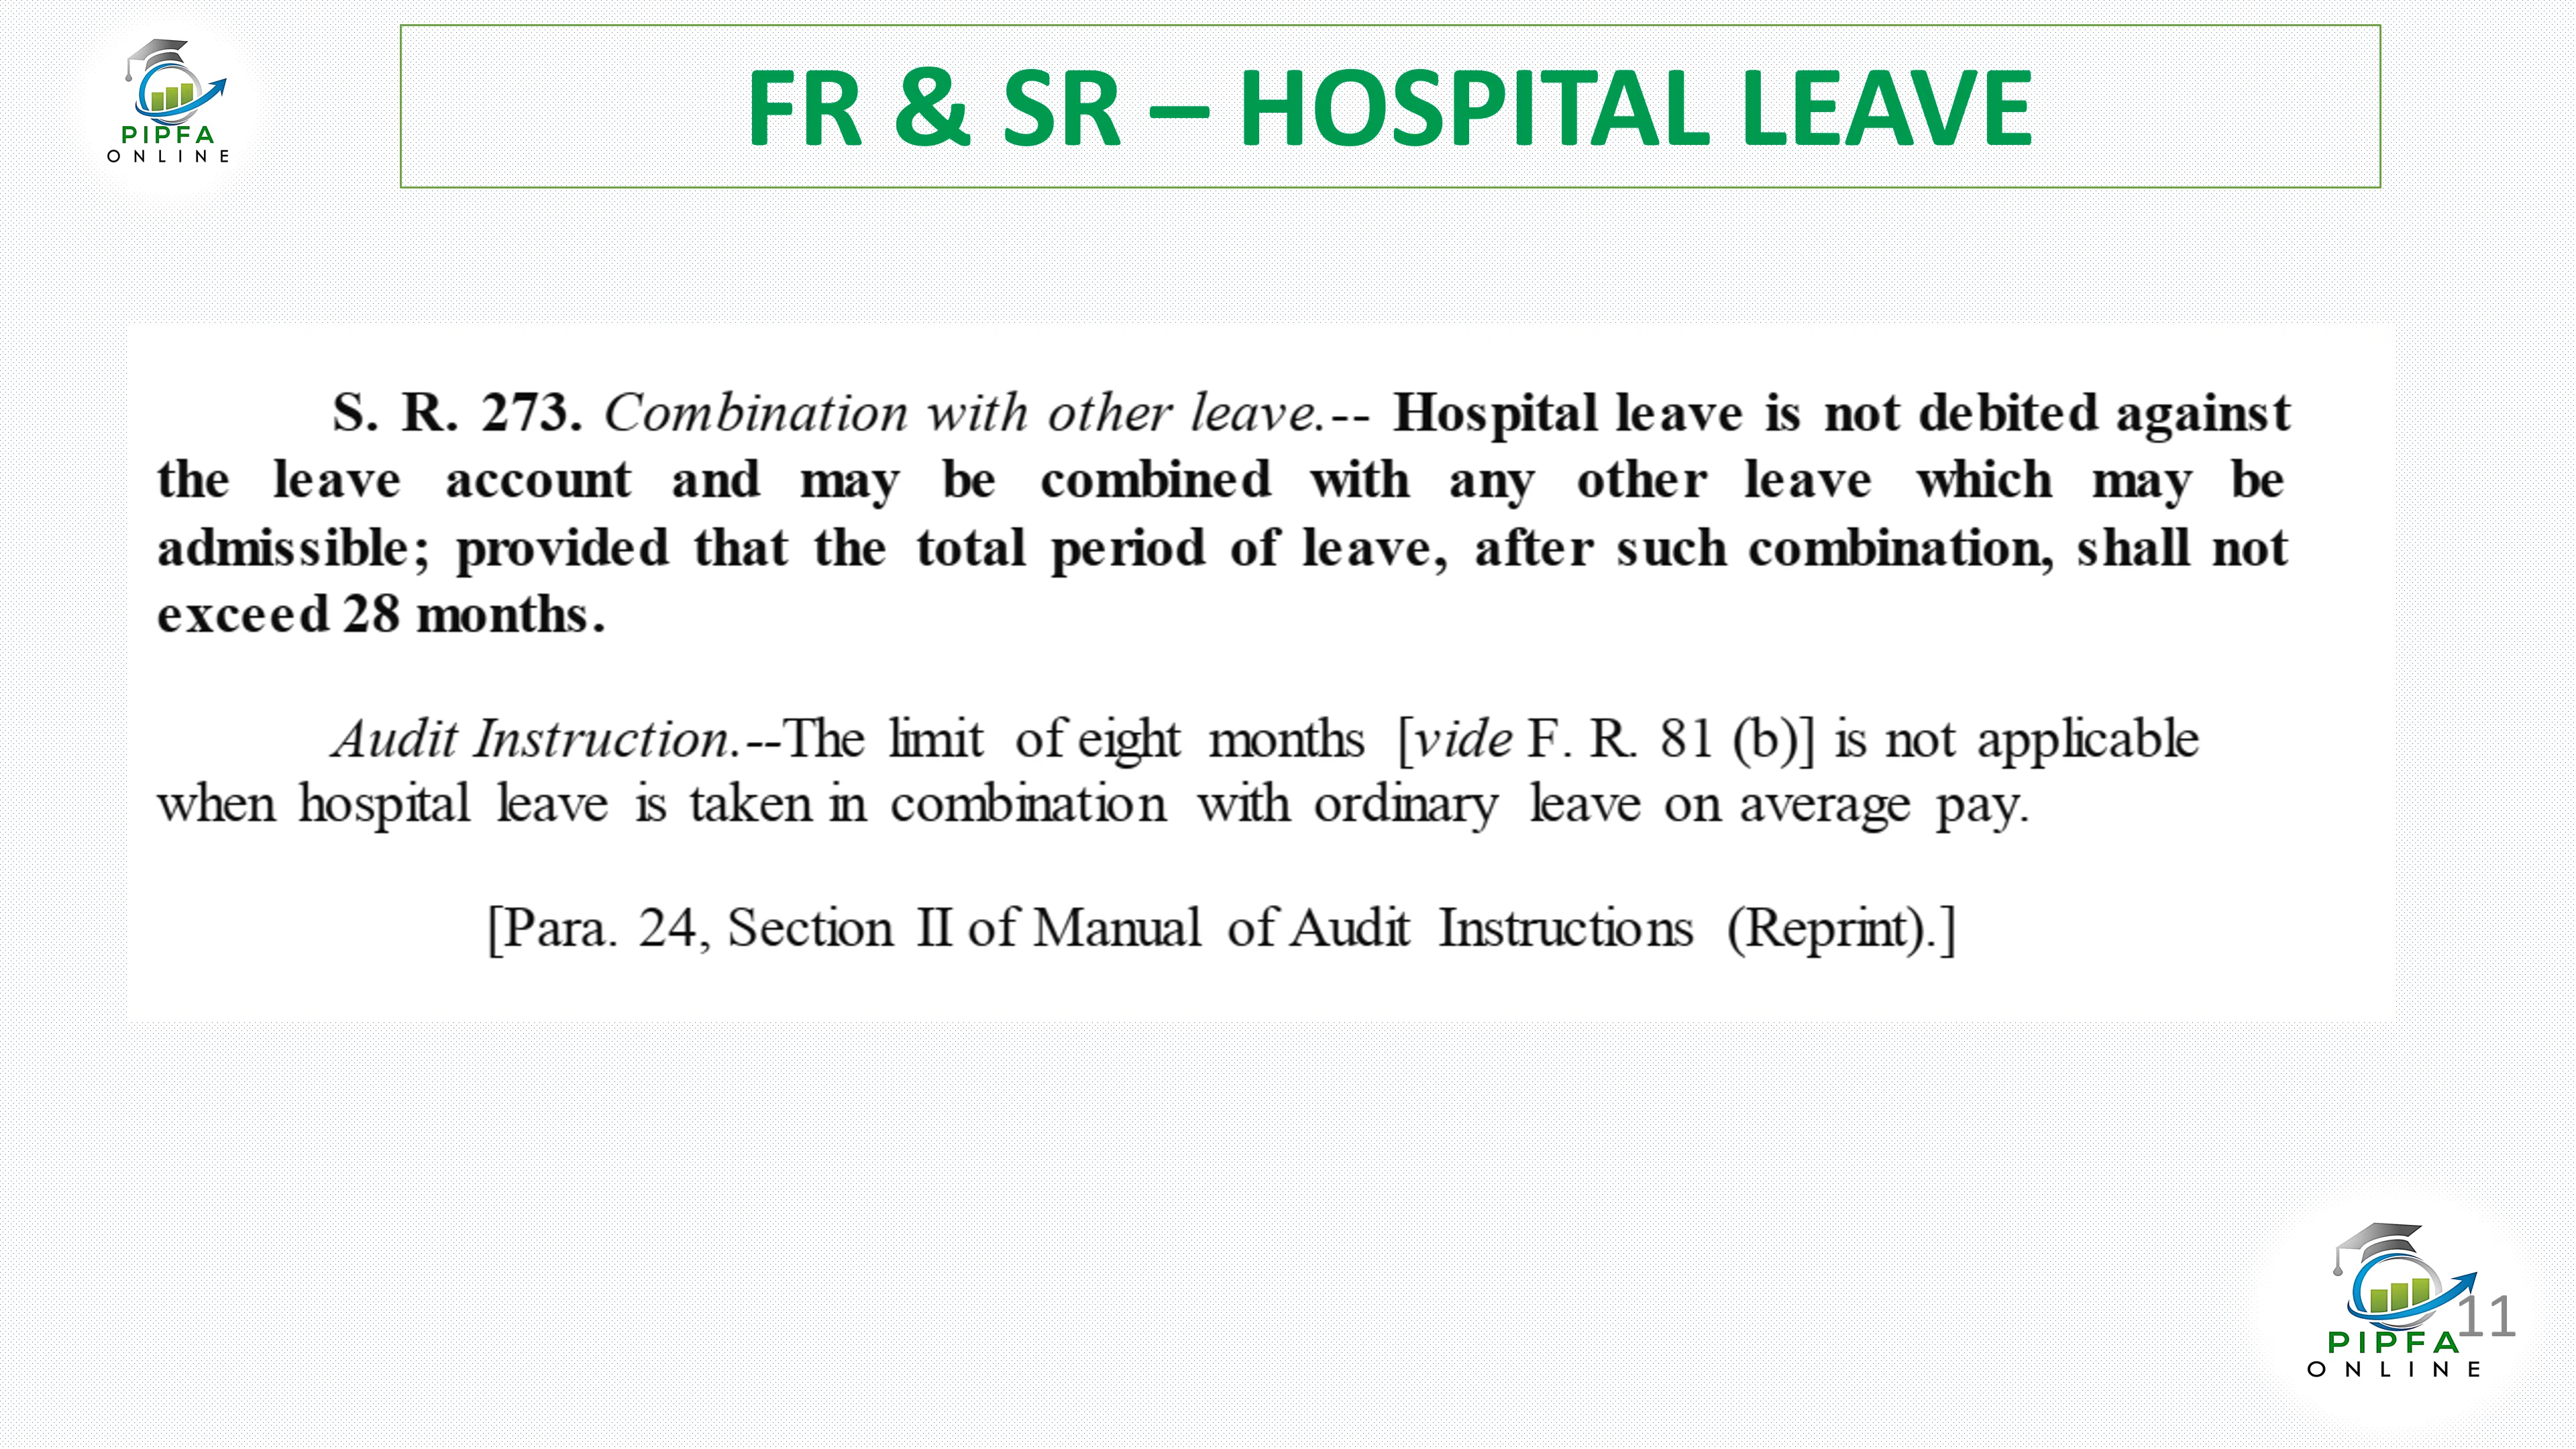 PIPFA
ONLINE
FR & SR – HOSPITAL LEAVE
S. R. 273. Combination with other leave.-- Hospital leave is not debited against
the leave account and may be combined with any other leave which may be
admissible; provided that the total period of leave, after such combination, shall not
exceed 28 months.
Audit Instruction.--The limit of eight months [vide F. R. 81 (b)] is not applicable
when hospital leave is taken in combination with ordinary leave on average pay.
[Para. 24, Section II of Manual of Audit Instructions (Reprint).]
11
PIPFA
ONLINE